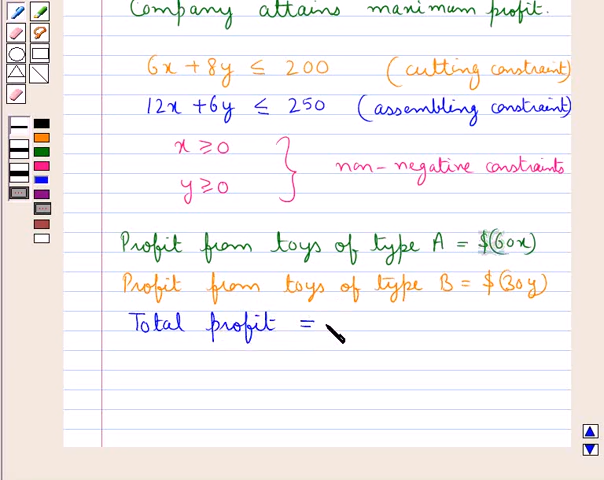 Company attains maximum profit.
6x + 8y ≤ 200 (cutting constraint)
12x + 6y ≤ 250 (assembling constraint)
x ≥ 0
y ≥ 0
non-negative constraints
Profit from toys of type A = $(60x)
Profit from toys of type B = $(30y)
Total profit =